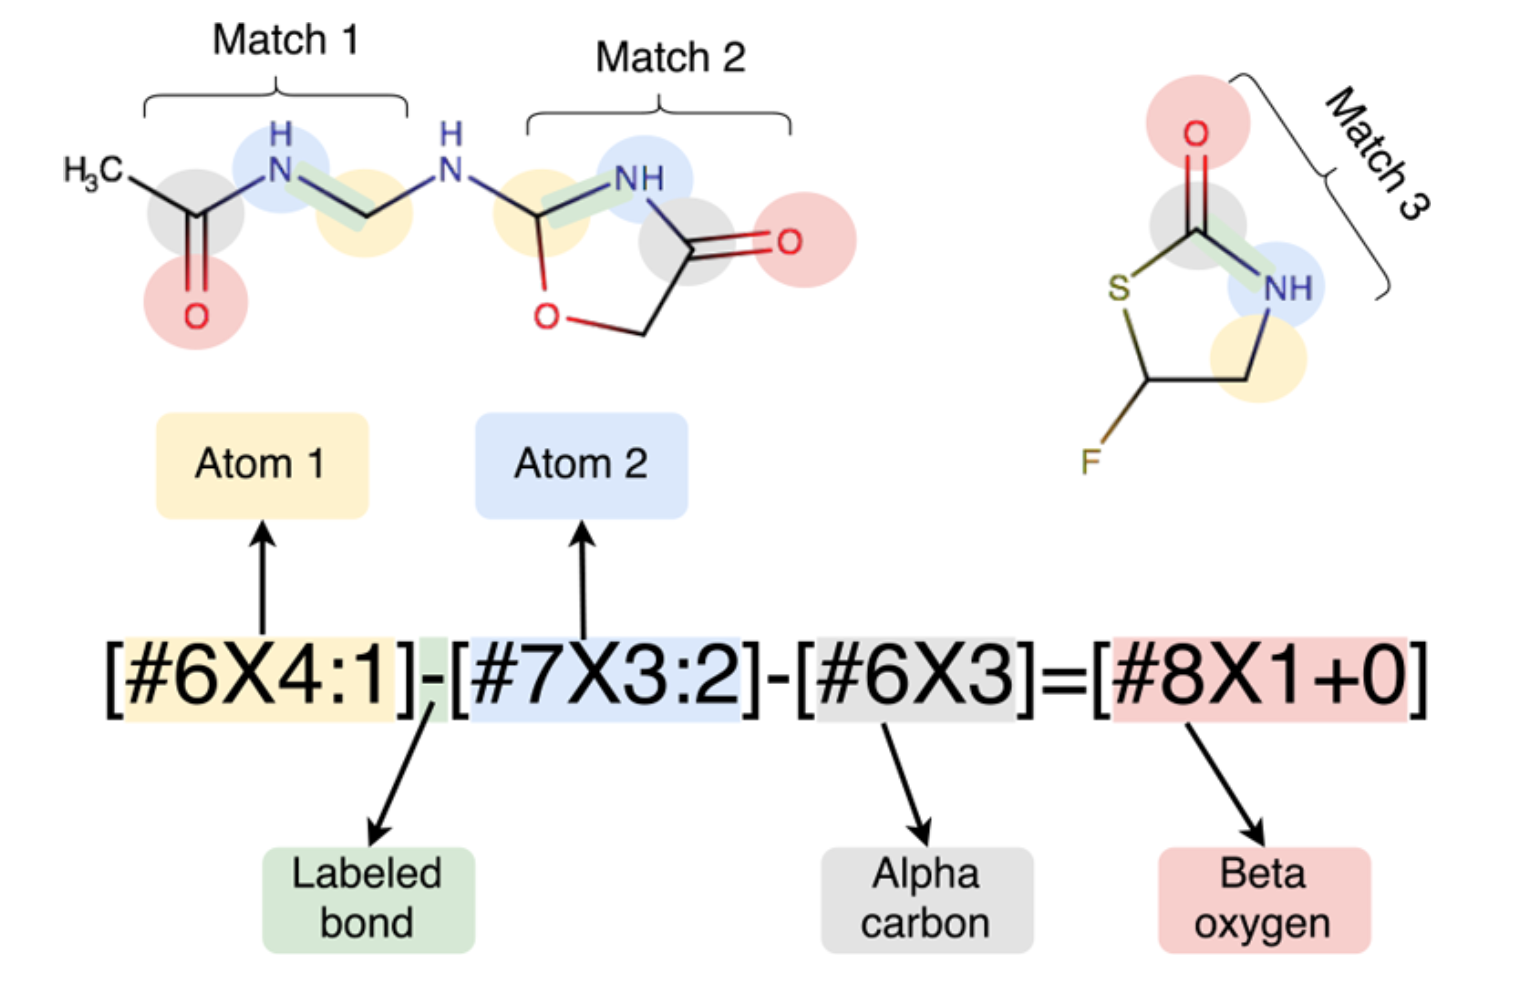 Match 1
Match 2
Match 3
H
N
H
N
H₃C
NH
O
O
O
O
S
NH
F
Atom 1
Atom 2
[#6X4:1]-[#7X3:2]-[#6X3]=[#8X1+0]
Labeled
bond
Alpha
carbon
Beta
oxygen